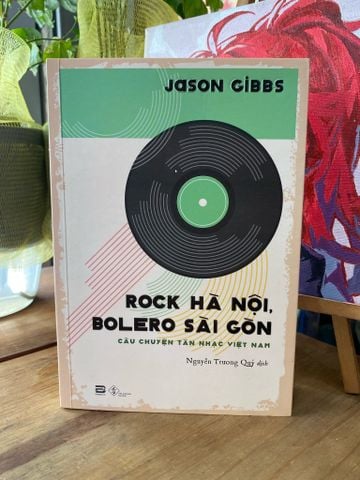 JASON GIBBS
ROCK HÀ NỘI,
BOLERO SÀI GÒN
CÂU CHUYỆN TÂN NHẠC VIỆT NAM
Nguyễn Trương Quý dịch